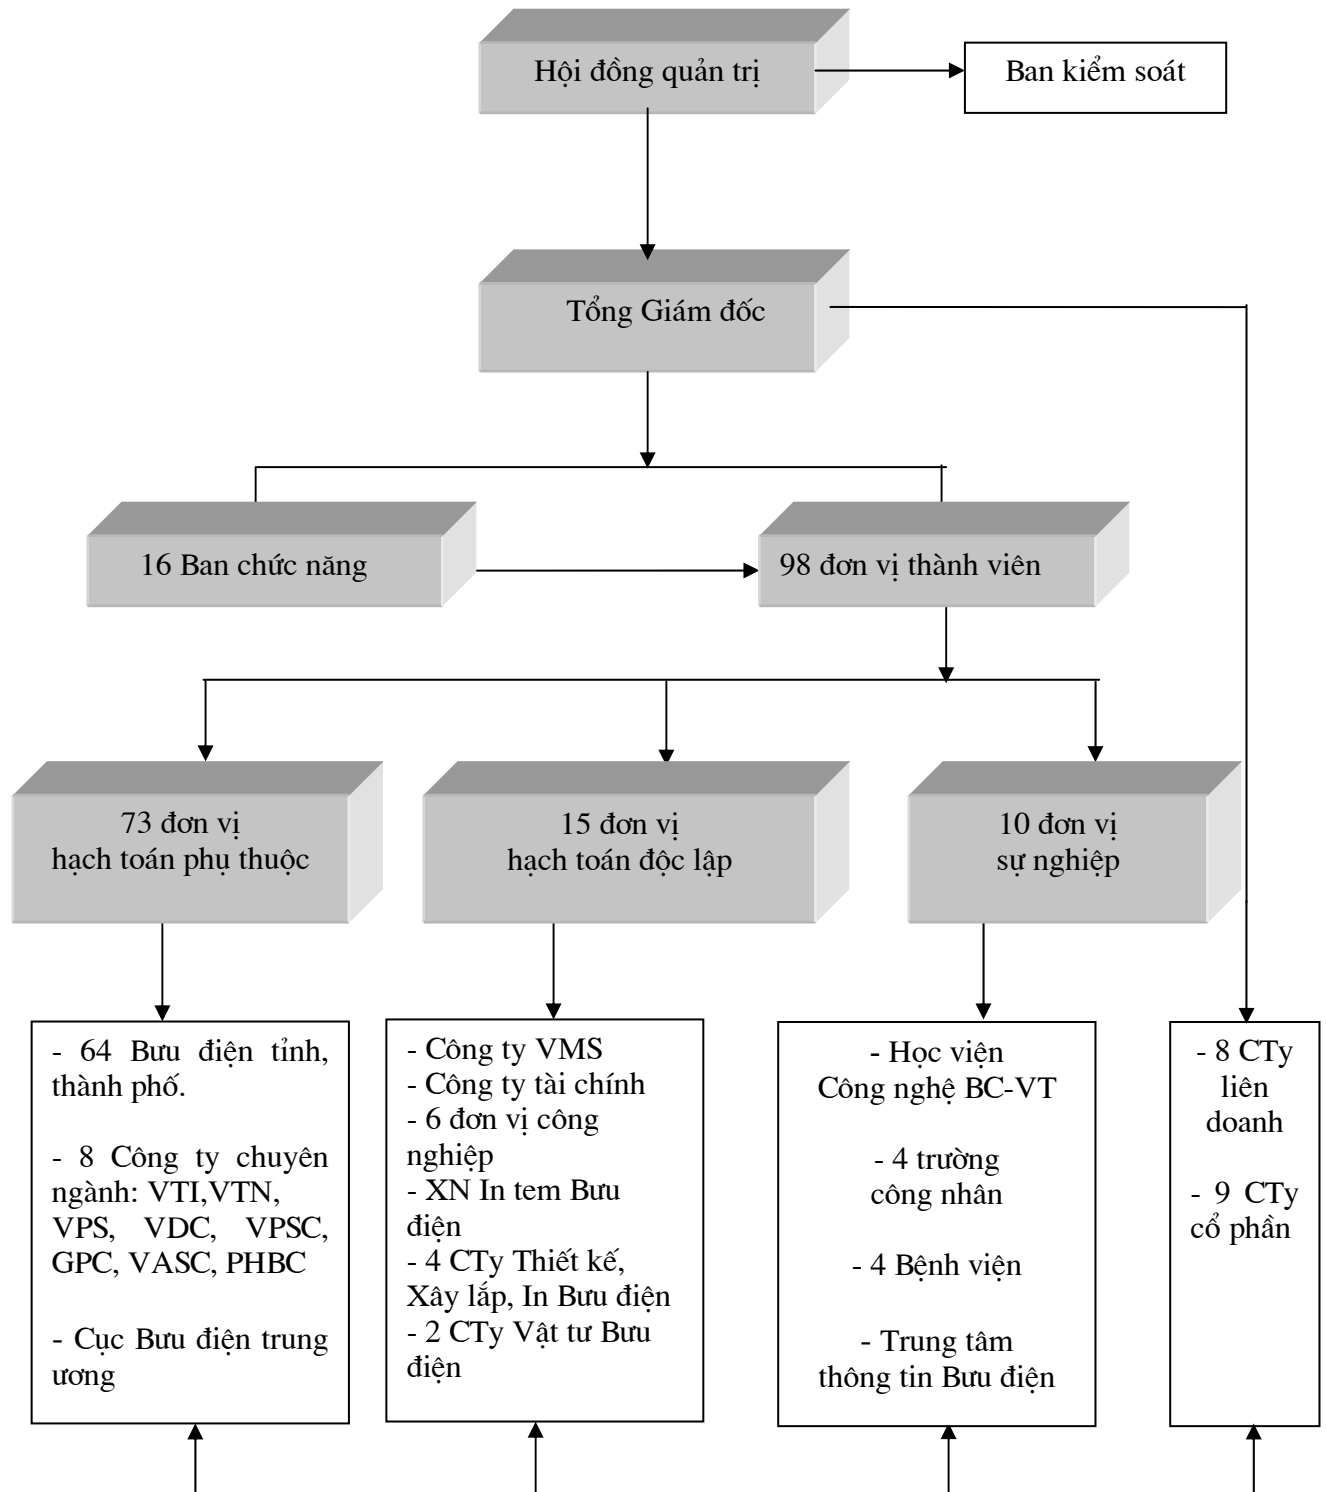 Hội đồng quản trị
Ban kiểm soát
Tổng Giám đốc
16 Ban chức năng
98 đơn vị thành viên
73 đơn vị
hạch toán phụ thuộc
15 đơn vị
hạch toán độc lập
10 đơn vị
sự nghiệp
- 64 Bưu điện tỉnh,
thành phố.
- 8 Công ty chuyên
ngành: VTI,VTN,
VPS, VDC, VPSC,
GPC, VASC, PHBC
- Cục Bưu điện trung
ương
- Công ty VMS
- Công ty tài chính
- 6 đơn vị công
nghiệp
- XN In tem Bưu
điện
- 4 CTy Thiết kế,
Xây lắp, In Bưu điện
- 2 CTy Vật tư Bưu
điện
- Học viện
Công nghệ BC-VT
- 4 trường
công nhân
- 4 Bệnh viện
- Trung tâm
thông tin Bưu điện
- 8 CTy
liên
doanh
- 9 CTy
cổ phần